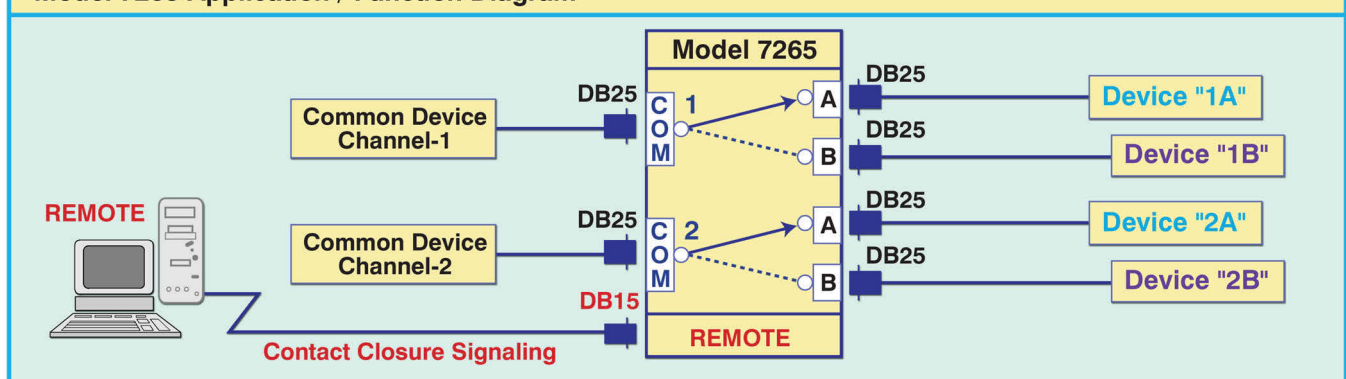 Model 7265
DB25
Common Device
Channel-1
COM
1
A
DB25
Device "1A"
B
DB25
Device "1B"
REMOTE
DB25
Common Device
Channel-2
COM
2
A
DB25
Device "2A"
B
DB25
Device "2B"
DB15
REMOTE
Contact Closure Signaling